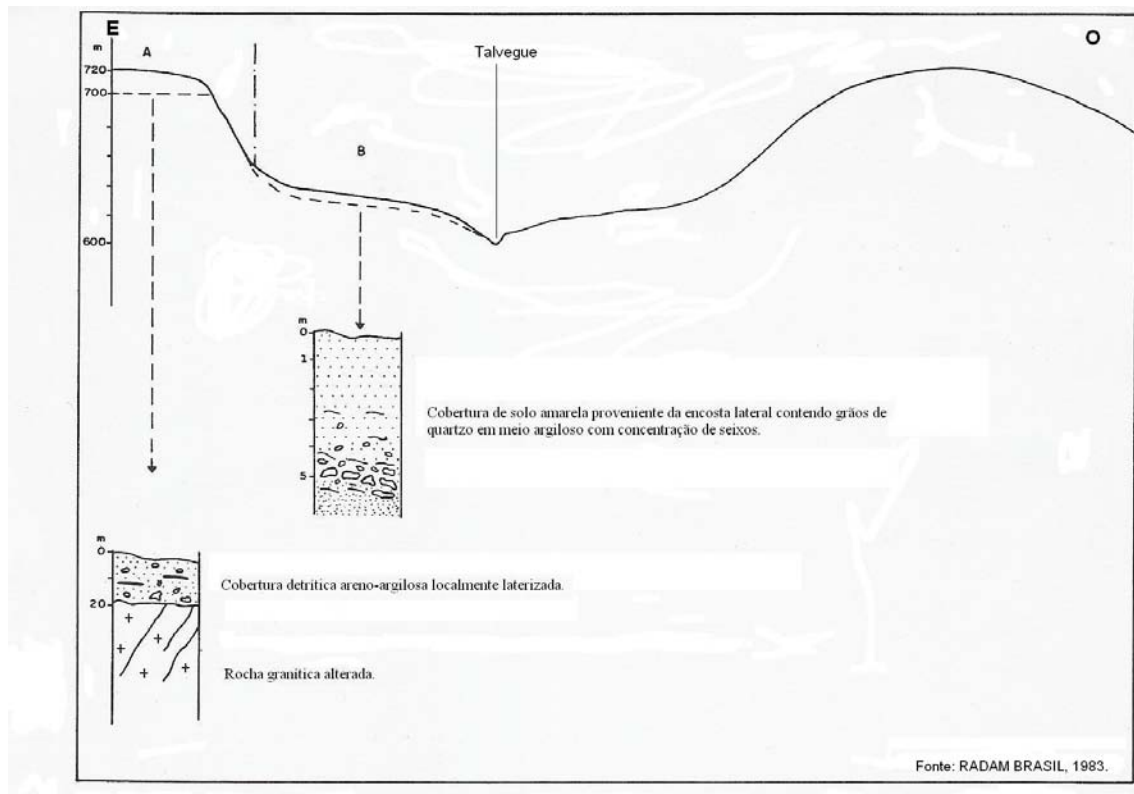 E
O
m
A
Talvegue
720
700
B
600
m
0
1
5
Cobertura de solo amarela proveniente da encosta lateral contendo grãos de
quartzo em meio argiloso com concentração de seixos.
m
0
20
Cobertura detrítica areno-argilosa localmente laterizada.
Rocha granítica alterada.
Fonte: RADAM BRASIL, 1983.